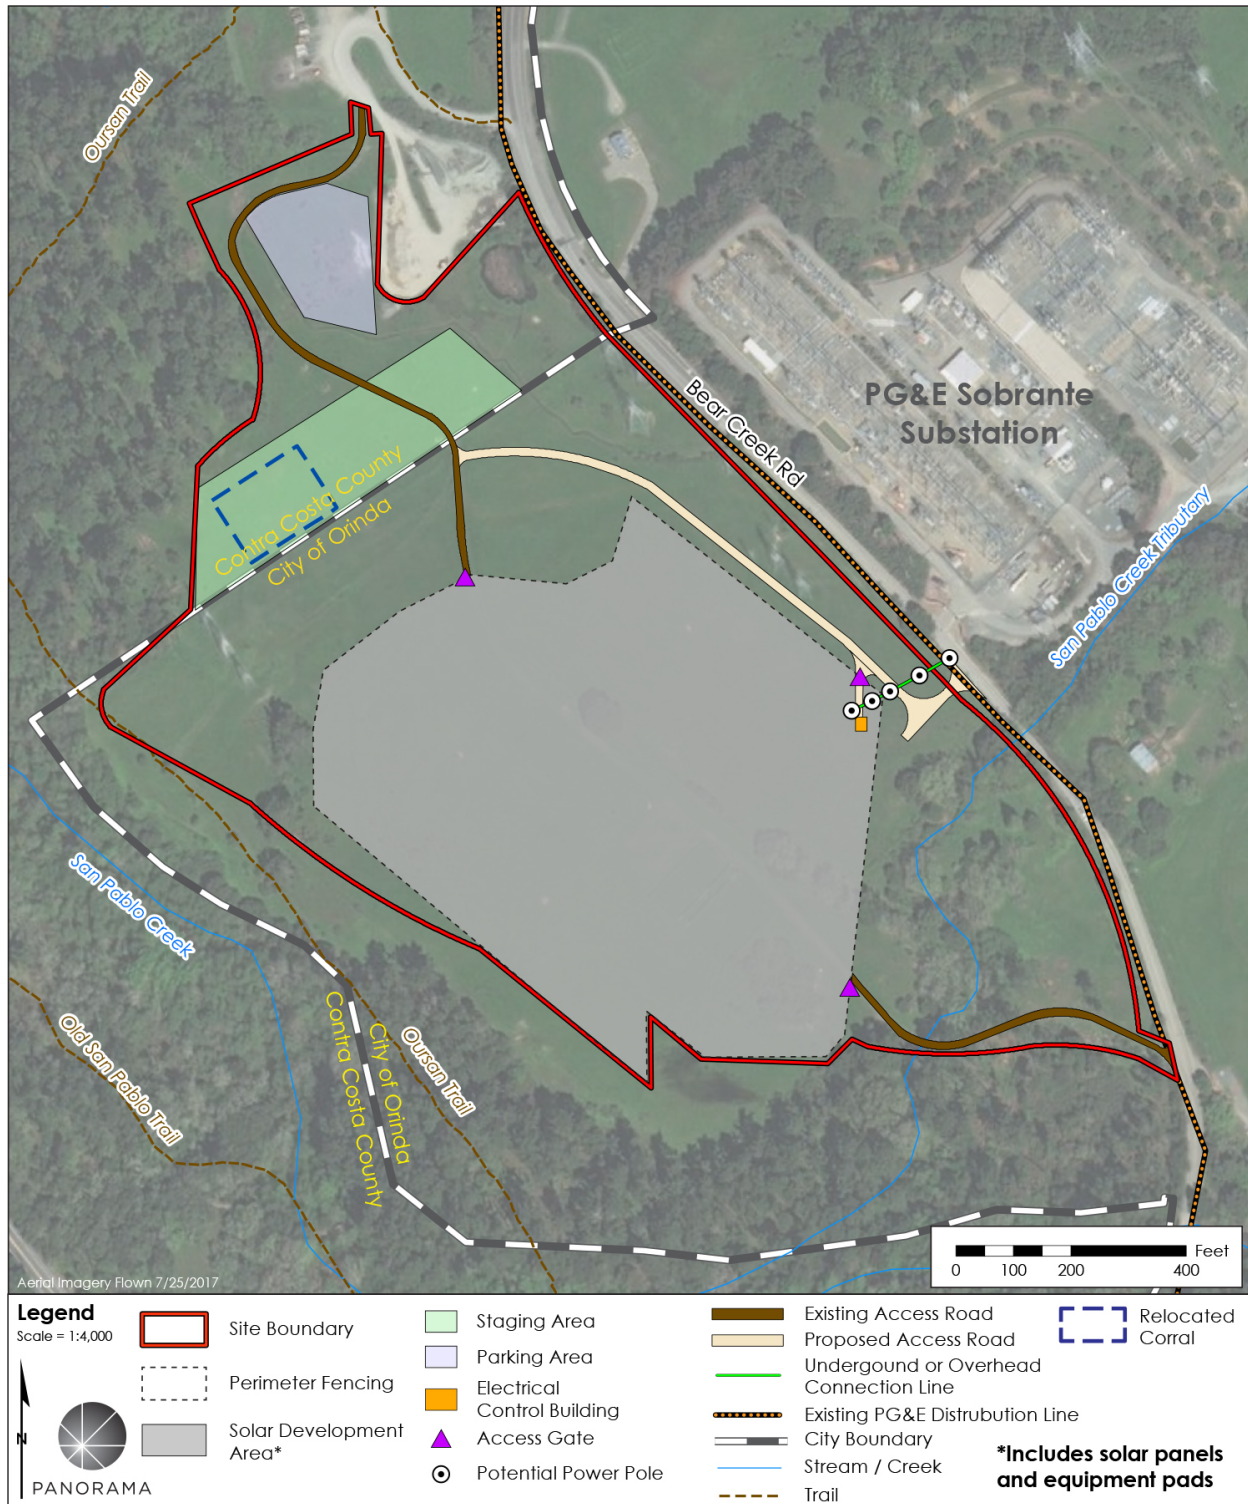 Oursan Trail
Bear Creek Rd
PG&E Sobrante
Substation
San Pablo Creek Tributary
Contra Costa County
City of Orinda
San Pablo Creek
Old San Pablo Trail
City of Orinda
Contra Costa County
Oursan Trail
Feet
0 100 200 400
Aerial Imagery Flown 7/25/2017
Legend
Scale = 1:4,000
N
PANORAMA
Site Boundary
Perimeter Fencing
Solar Development
Area*
Staging Area
Parking Area
Electrical
Control Building
Access Gate
Potential Power Pole
Existing Access Road
Proposed Access Road
Undergound or Overhead
Connection Line
Existing PG&E Distrubution Line
City Boundary
Stream / Creek
Trail
Relocated
Corral
*Includes solar panels
and equipment pads